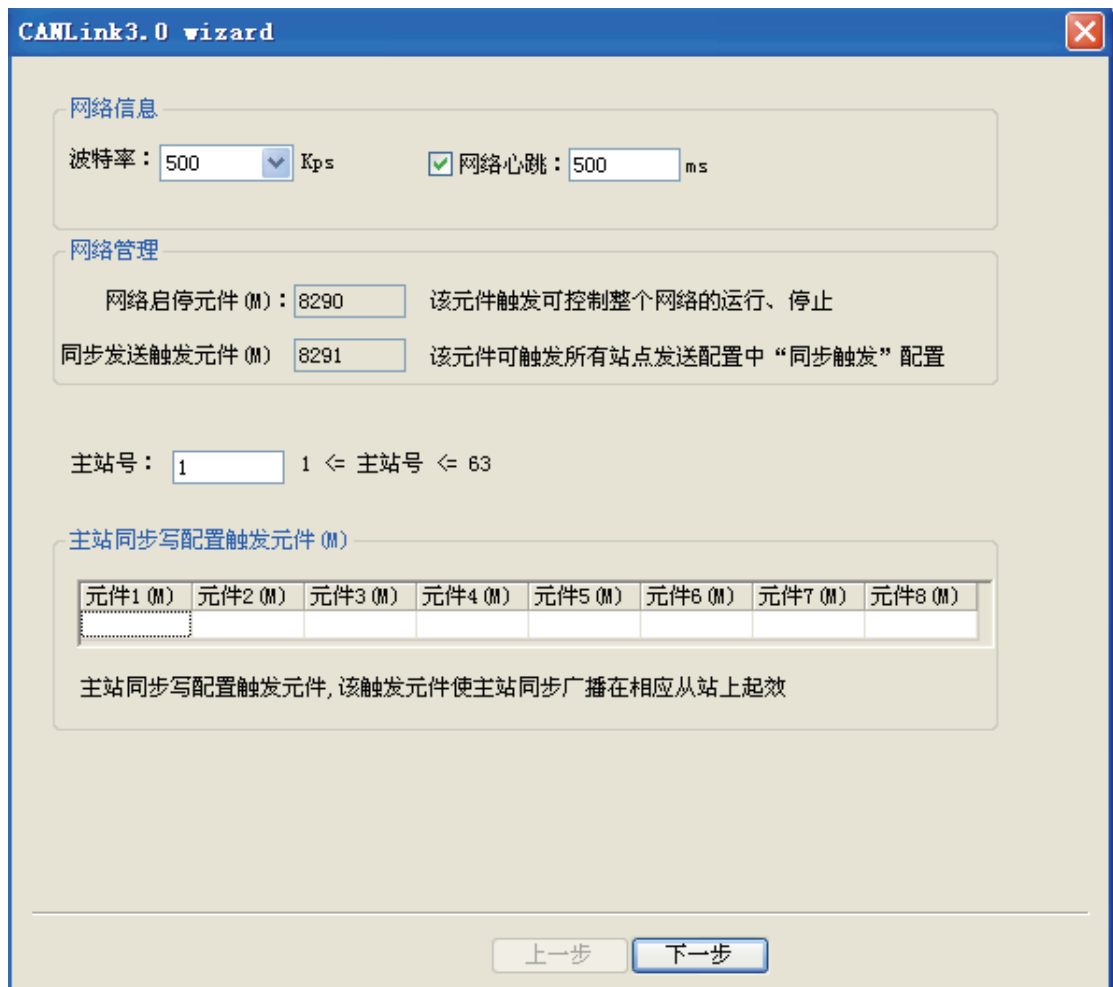 CANLink3.0 wizard
网络信息
波特率： 500 Kps 网络心跳： 500 ms
网络管理
网络启停元件(M)： 8290 该元件触发可控制整个网络的运行、停止
同步发送触发元件(M) 8291 该元件可触发所有站点发送配置中“同步触发”配置
主站号： 1 1 <= 主站号 <= 63
主站同步写配置触发元件(M)
元件1(M) 元件2(M) 元件3(M) 元件4(M) 元件5(M) 元件6(M) 元件7(M) 元件8(M)
主站同步写配置触发元件,该触发元件使主站同步广播在相应从站上起效
上一步 下一步